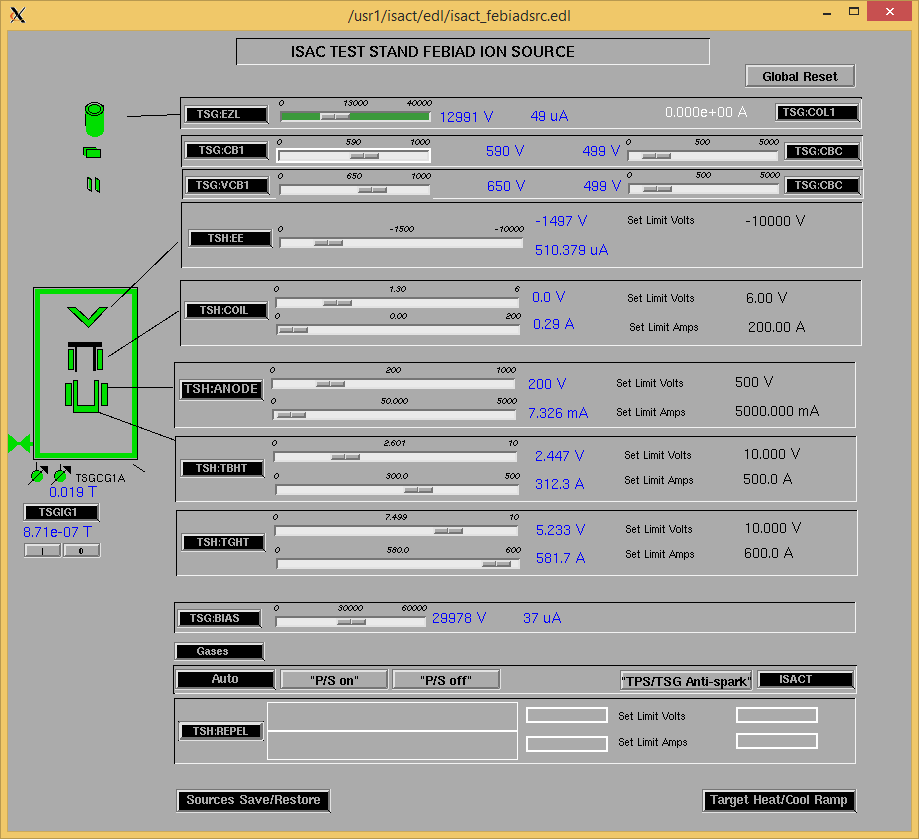 /usr1/isact/edl/isact_febiadsrc.edl
ISAC TEST STAND FEBIAD ION SOURCE
Global Reset
TSG:EZL 0 13000 40000 12991 V 49 uA 0.000e+00 A TSG:COL1
TSG:CB1 0 590 1000 590 V 499 V 0 500 5000 TSG:CBC
TSG:VCB1 0 650 1000 650 V 499 V 0 500 5000 TSG:CBC
TSH:EE 0 -1500 -10000 -1497 V Set Limit Volts -10000 V
510.379 uA
TSH:COIL 0 1.30 6 0.0 V Set Limit Volts 6.00 V
0 0.00 200 0.29 A Set Limit Amps 200.00 A
TSH:ANODE 0 200 1000 200 V Set Limit Volts 500 V
0 50.000 5000 7.326 mA Set Limit Amps 5000.000 mA
TSH:TBHT 0 2.601 10 2.447 V Set Limit Volts 10.000 V
0 300.0 500 312.3 A Set Limit Amps 500.0 A
TSGCG1A
0.019 T
TSGIG1
8.71e-07 T
I 0
TSH:TGHT 0 7.499 10 5.233 V Set Limit Volts 10.000 V
0 580.0 600 581.7 A Set Limit Amps 600.0 A
TSG:BIAS 0 30000 60000 29978 V 37 uA
Gases
Auto "P/S on" "P/S off" "TPS/TSG Anti-spark" ISACT
TSH:REPEL Set Limit Volts
Set Limit Amps
Sources Save/Restore Target Heat/Cool Ramp